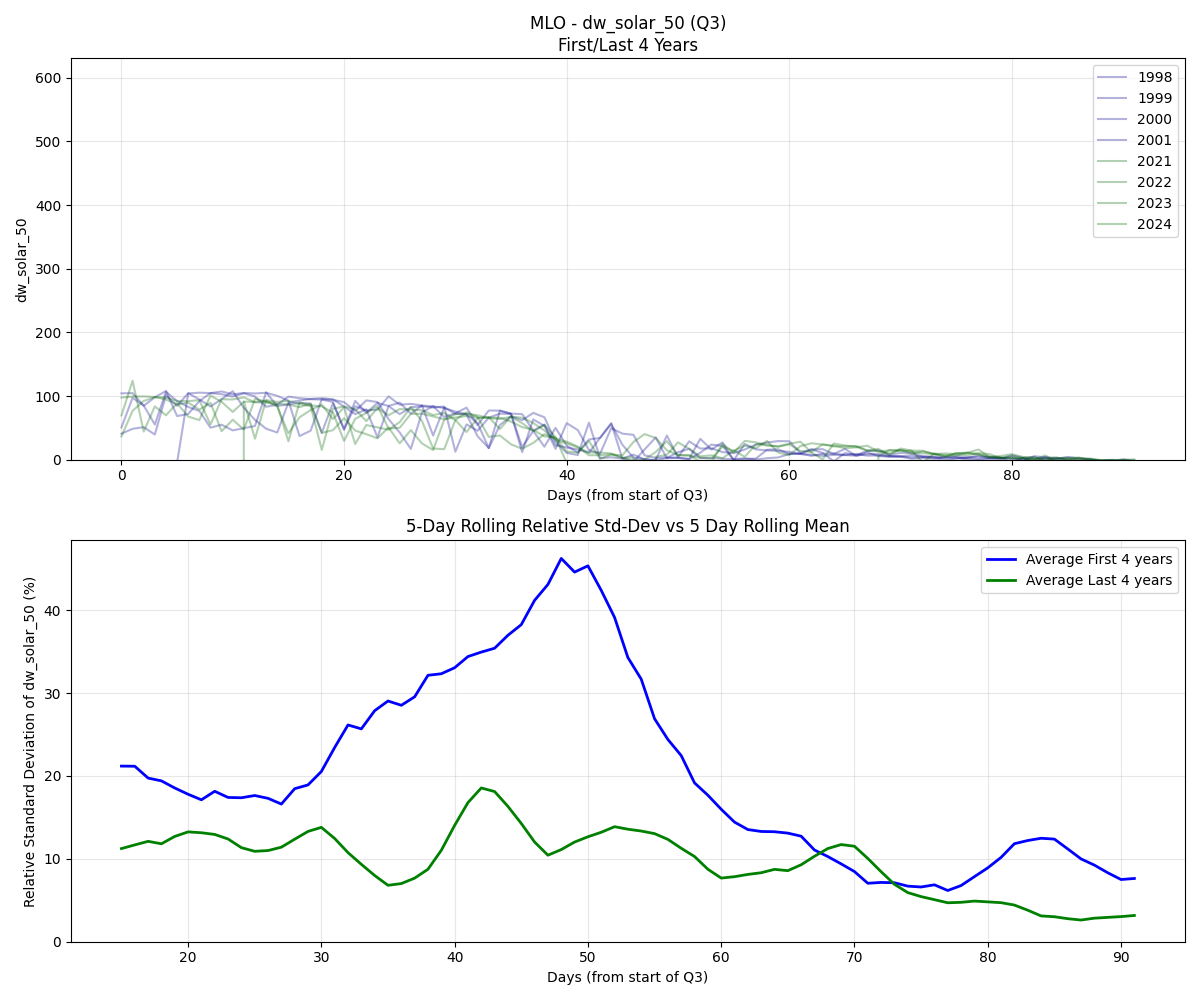 MLO - dw_solar_50 (Q3)
First/Last 4 Years
600
500
400
300
200
100
0
dw_solar_50
0 20 40 60 80
Days (from start of Q3)
1998
1999
2000
2001
2021
2022
2023
2024
5-Day Rolling Relative Std-Dev vs 5 Day Rolling Mean
40
30
20
10
0
Relative Standard Deviation of dw_solar_50 (%)
20 30 40 50 60 70 80 90
Days (from start of Q3)
Average First 4 years
Average Last 4 years